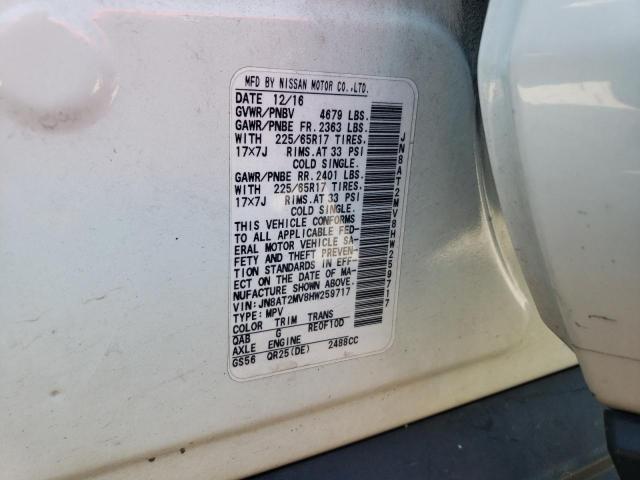 MFD BY NISSAN MOTOR CO.,LTD.
DATE 12/16
GVWR/PNBV 4679 LBS.
GAWR/PNBE FR. 2363 LBS.
WITH 225/65R17 TIRES,
17×7J RIMS.AT 33 PSI
COLD SINGLE.
GAWR/PNBE RR. 2401 LBS.
WITH 225/65R17 TIRES,
17×7J RIMS.AT 33 PSI
COLD SINGLE.
THIS VEHICLE CONFORMS
TO ALL APPLICABLE FED-
ERAL MOTOR VEHICLE SA-
FETY AND THEFT PREVEN-
TION STANDARDS IN EFF-
ECT ON THE DATE OF MA-
NUFACTURE SHOWN ABOVE.
VIN: JN8AT2MV8HW259717
TYPE: MPV
COLOR TRIM TRANS
QAB G RE0F10D
AXLE ENGINE
GS56 QR25(DE) 2488CC
JN8AT2MV8HW259717